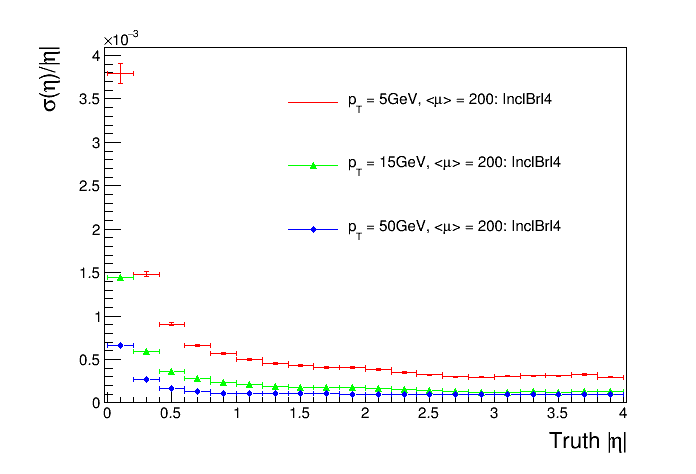 ×10⁻³
σ(η)/|η|
4
3.5
3
2.5
2
1.5
1
0.5
0
p_T = 5GeV, <μ> = 200: InclBrl4
p_T = 15GeV, <μ> = 200: InclBrl4
p_T = 50GeV, <μ> = 200: InclBrl4
0 0.5 1 1.5 2 2.5 3 3.5 4
Truth |η|